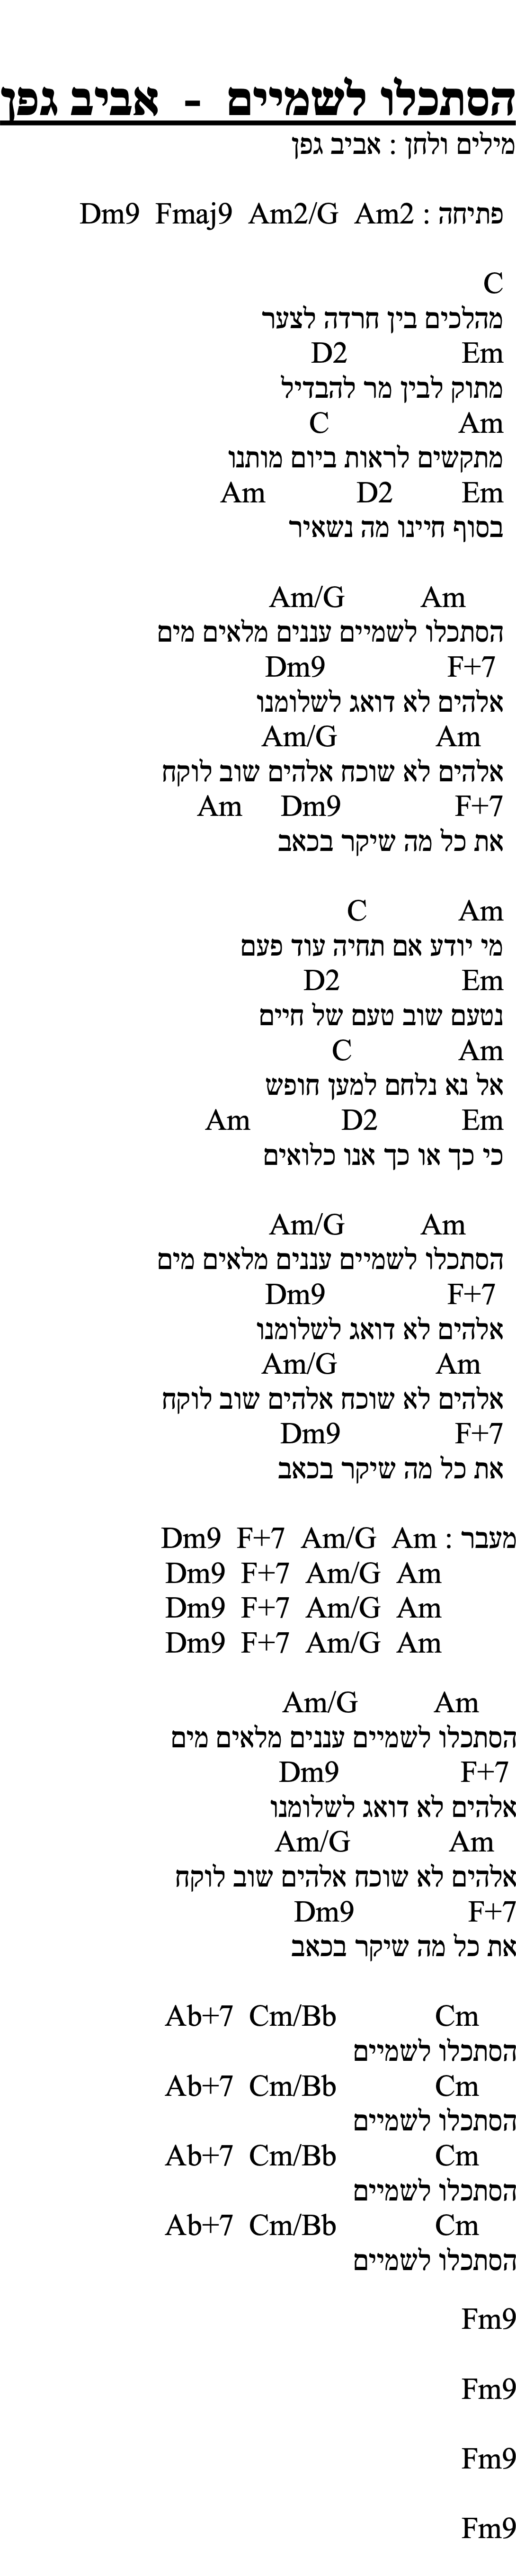 הסתכלו לשמיים - אביב גפן
מילים ולחן : אביב גפן
פתיחה : Am2 Am2/G Fmaj9 Dm9
C
מהלכים בין חרדה לצער
Em D2
מתוק לבין מר להבדיל
Am C
מתקשים לראות ביום מותנו
Em D2 Am
בסוף חיינו מה נשאיר
Am Am/G
הסתכלו לשמיים עננים מלאים מים
F+7 Dm9
אלהים לא דואג לשלומנו
Am Am/G
אלהים לא שוכח אלהים שוב לוקח
F+7 Dm9 Am
את כל מה שיקר בכאב
Am C
מי יודע אם תחיה עוד פעם
Em D2
נטעם שוב טעם של חיים
Am C
אל נא נלחם למען חופש
Em D2 Am
כי כך או כך אנו כלואים
Am Am/G
הסתכלו לשמיים עננים מלאים מים
F+7 Dm9
אלהים לא דואג לשלומנו
Am Am/G
אלהים לא שוכח אלהים שוב לוקח
F+7 Dm9
את כל מה שיקר בכאב
מעבר : Am Am/G F+7 Dm9
Am Am/G F+7 Dm9
Am Am/G F+7 Dm9
Am Am/G F+7 Dm9
Am Am/G
הסתכלו לשמיים עננים מלאים מים
F+7 Dm9
אלהים לא דואג לשלומנו
Am Am/G
אלהים לא שוכח אלהים שוב לוקח
F+7 Dm9
את כל מה שיקר בכאב
Cm Cm/Bb Ab+7
הסתכלו לשמיים
Cm Cm/Bb Ab+7
הסתכלו לשמיים
Cm Cm/Bb Ab+7
הסתכלו לשמיים
Cm Cm/Bb Ab+7
הסתכלו לשמיים
Fm9
Fm9
Fm9
Fm9